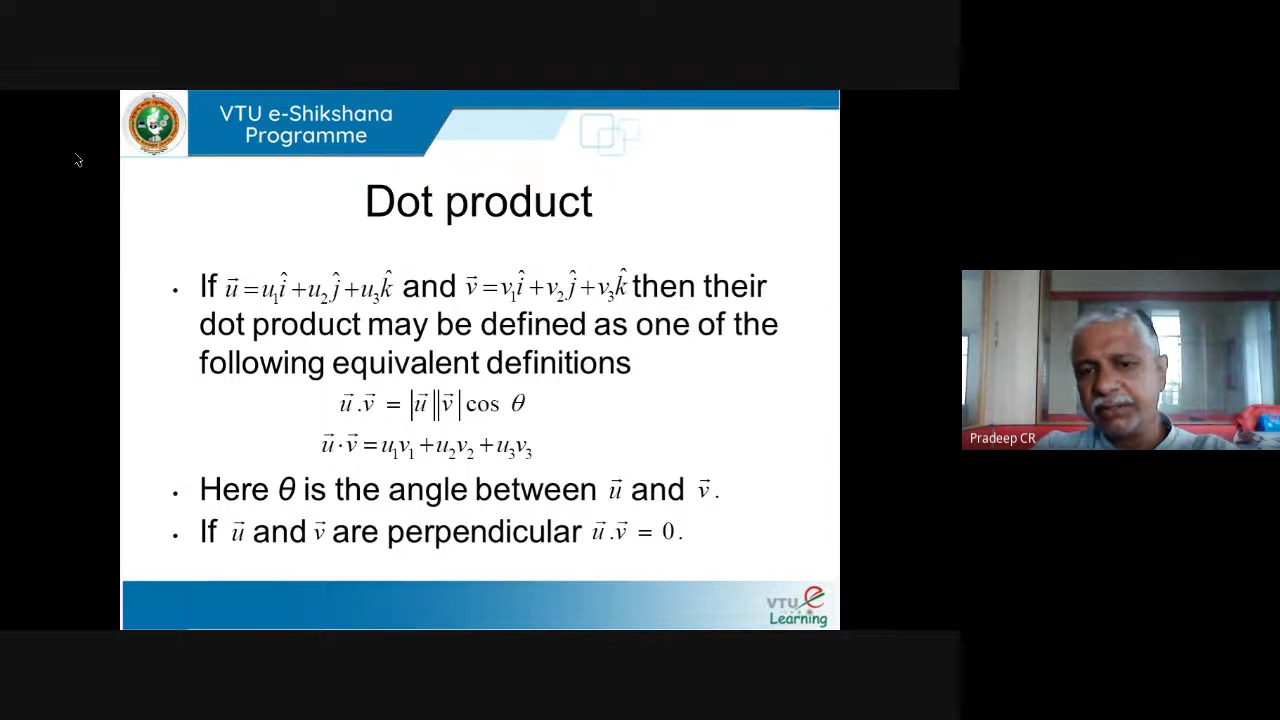 VTU e-Shikshana
Programme
Dot product
• If u⃗ = u₁î + u₂ĵ + u₃k̂ and v⃗ = v₁î + v₂ĵ + v₃k̂ then their
dot product may be defined as one of the
following equivalent definitions
u⃗ . v⃗ = |u⃗||v⃗| cos θ
u⃗ · v⃗ = u₁v₁ + u₂v₂ + u₃v₃
• Here θ is the angle between u⃗ and v⃗ .
• If u⃗ and v⃗ are perpendicular u⃗ . v⃗ = 0 .
VTU e
Learning
Pradeep CR